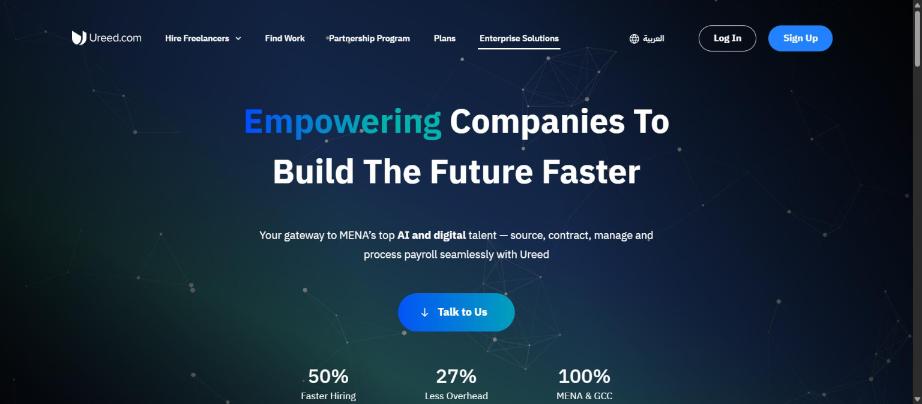 Ureed.com
Hire Freelancers
Find Work
Partnership Program
Plans
Enterprise Solutions
العربية
Log In
Sign Up
Empowering Companies To
Build The Future Faster
Your gateway to MENA's top AI and digital talent — source, contract, manage and
process payroll seamlessly with Ureed
Talk to Us
50%
27%
100%
Faster Hiring
Less Overhead
MENA & GCC